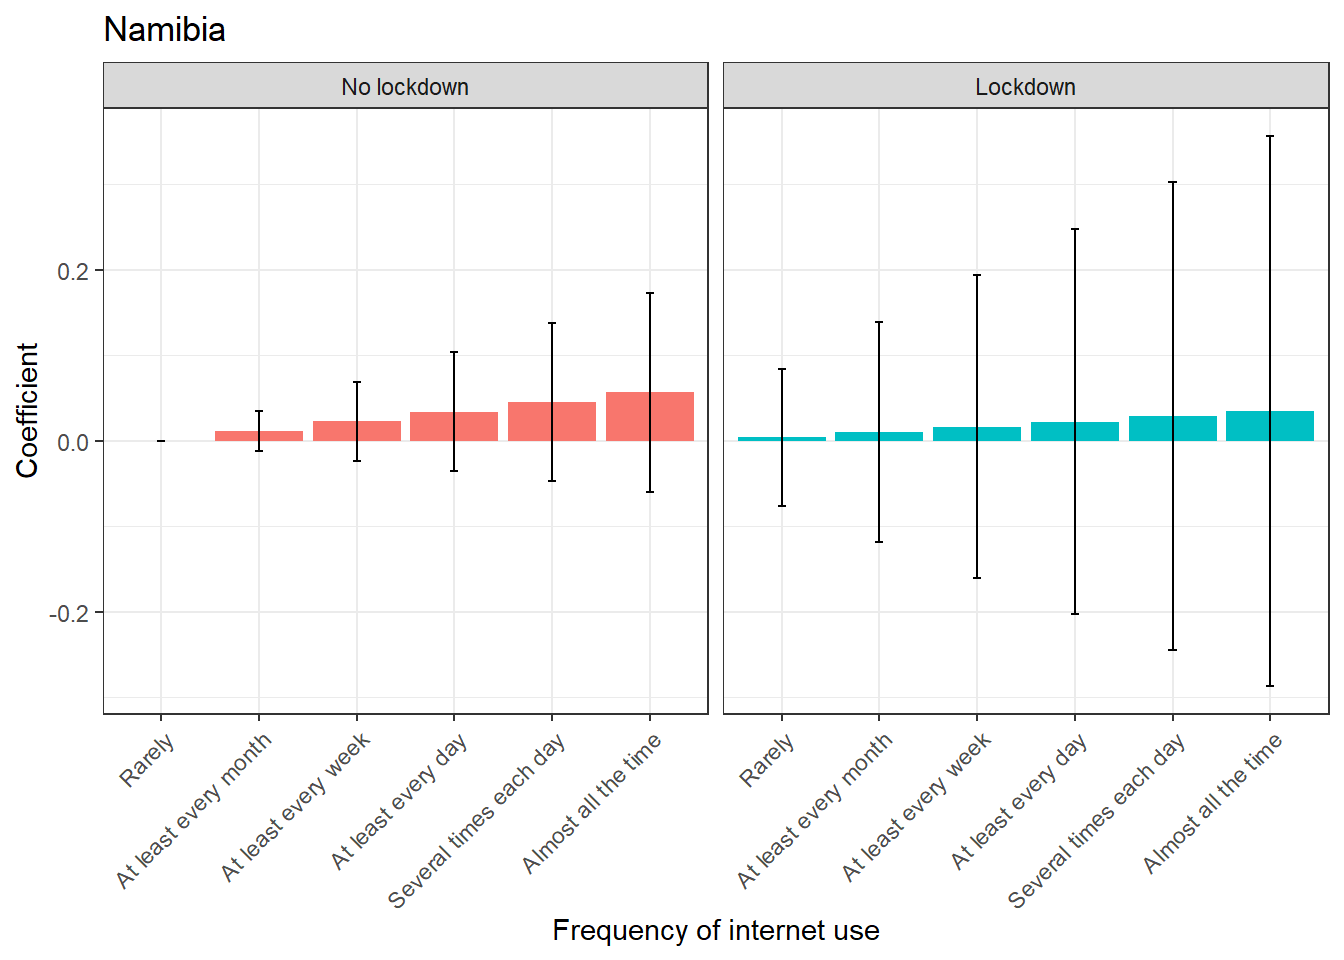 Namibia
No lockdown
Lockdown
Coefficient
0.2
0.0
-0.2
Rarely
At least every month
At least every week
At least every day
Several times each day
Almost all the time
Rarely
At least every month
At least every week
At least every day
Several times each day
Almost all the time
Frequency of internet use